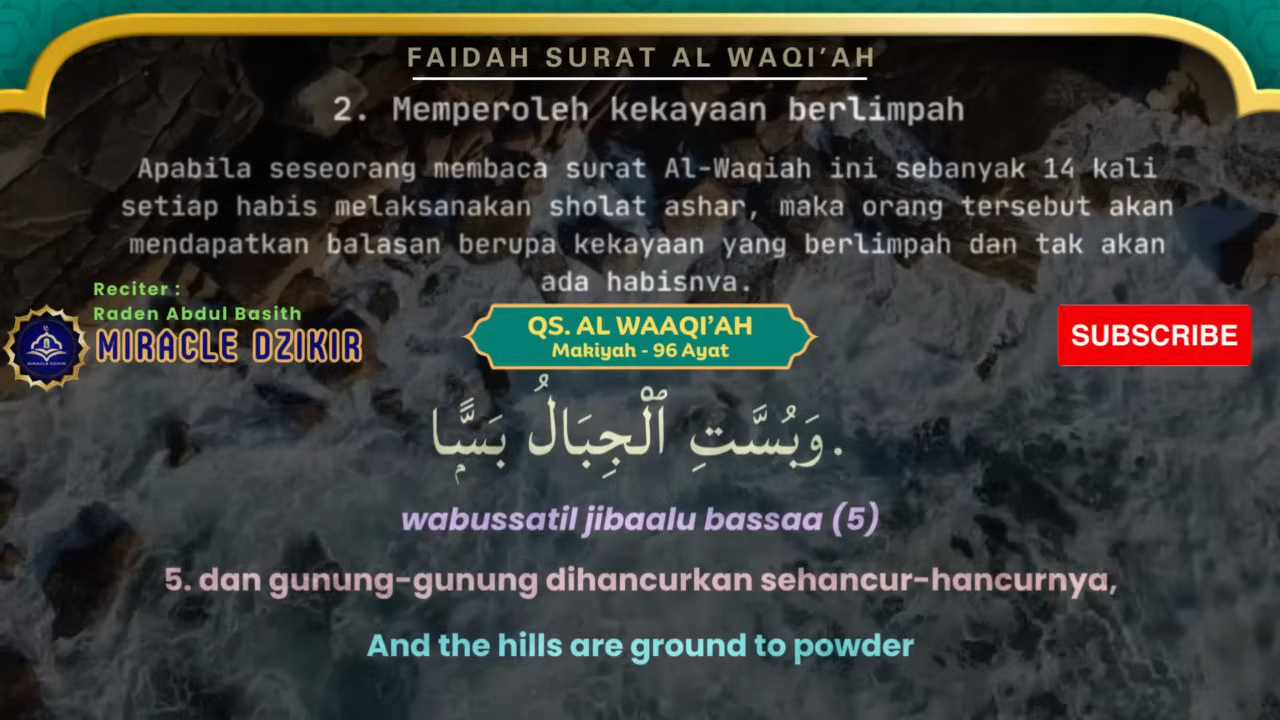 FAIDAH SURAT AL WAQI’AH
2. Memperoleh kekayaan berlimpah
Apabila seseorang membaca surat Al-Waqiah ini sebanyak 14 kali
setiap habis melaksanakan sholat ashar, maka orang tersebut akan
mendapatkan balasan berupa kekayaan yang berlimpah dan tak akan
ada habisnya.
Reciter :
Raden Abdul Basith
MIRACLE DZIKIR
QS. AL WAAQI’AH
Makiyah - 96 Ayat
SUBSCRIBE
وَبُسَّتِ ٱلْجِبَالُ بَسًّۭا.
wabussatil jibaalu bassaa (5)
5. dan gunung-gunung dihancurkan sehancur-hancurnya,
And the hills are ground to powder